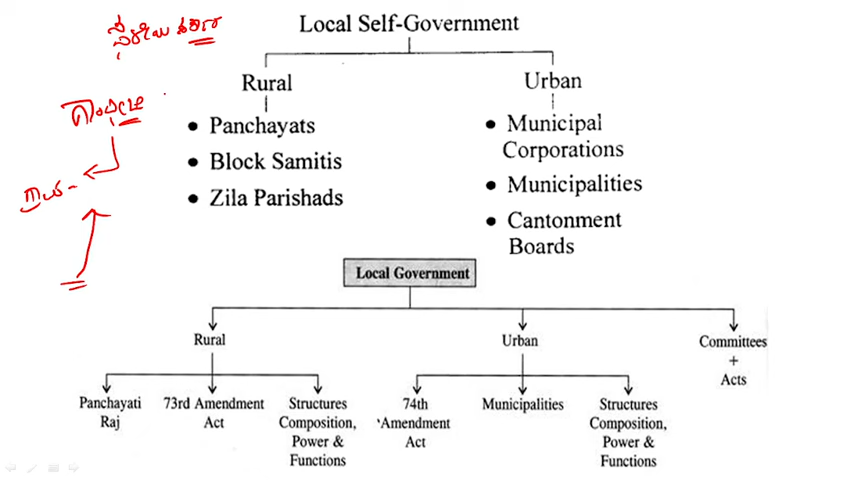 Local Self-Government
Rural
Urban
• Panchayats
• Block Samitis
• Zila Parishads
• Municipal
Corporations
• Municipalities
• Cantonment
Boards
Local Government
Rural
Urban
Committees
+
Acts
Panchayati
Raj
73rd Amendment
Act
Structures
Composition,
Power &
Functions
74th
'Amendment
Act
Municipalities
Structures
Composition,
Power &
Functions